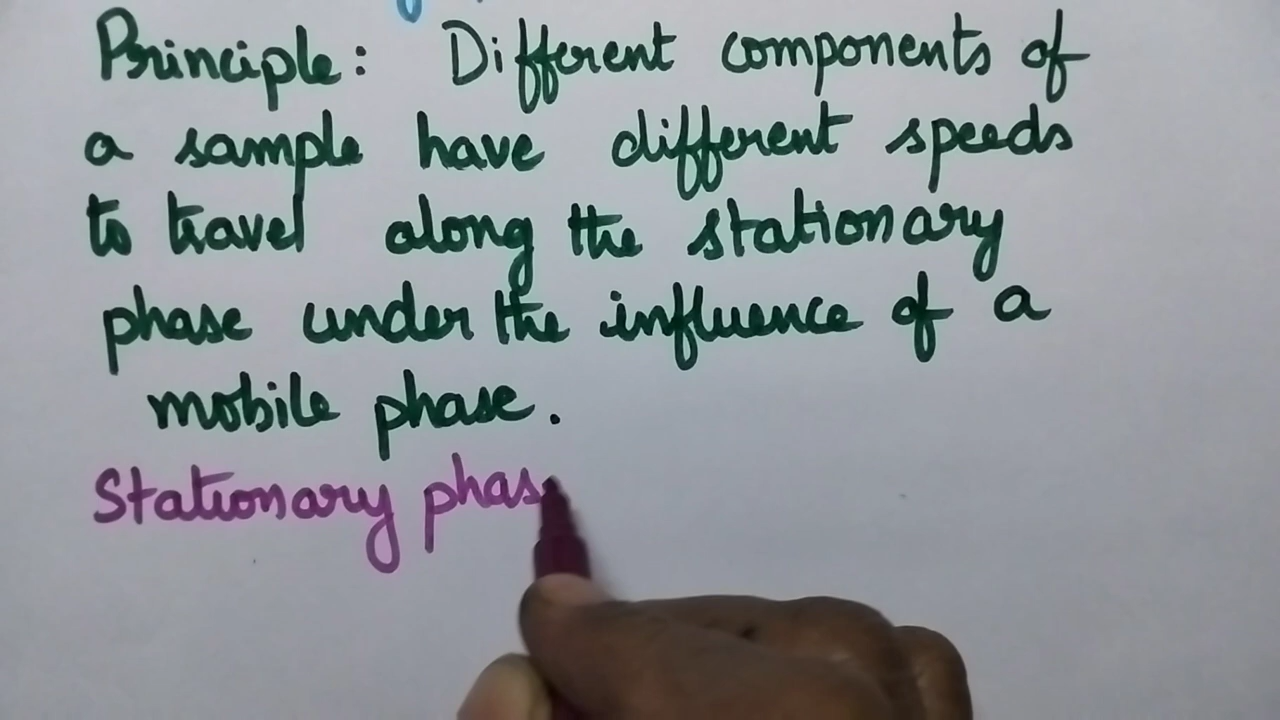 Principle: Different components of
a sample have different speeds
to travel along the stationary
phase under the influence of a
mobile phase.
Stationary phas